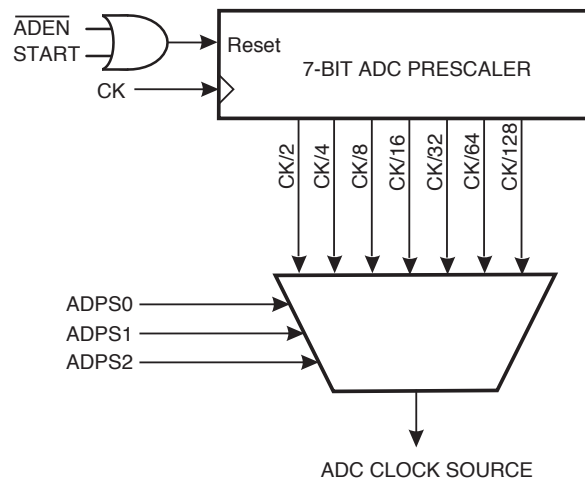 ADEN
START
Reset
7-BIT ADC PRESCALER
CK
CK/2
CK/4
CK/8
CK/16
CK/32
CK/64
CK/128
ADPS0
ADPS1
ADPS2
ADC CLOCK SOURCE